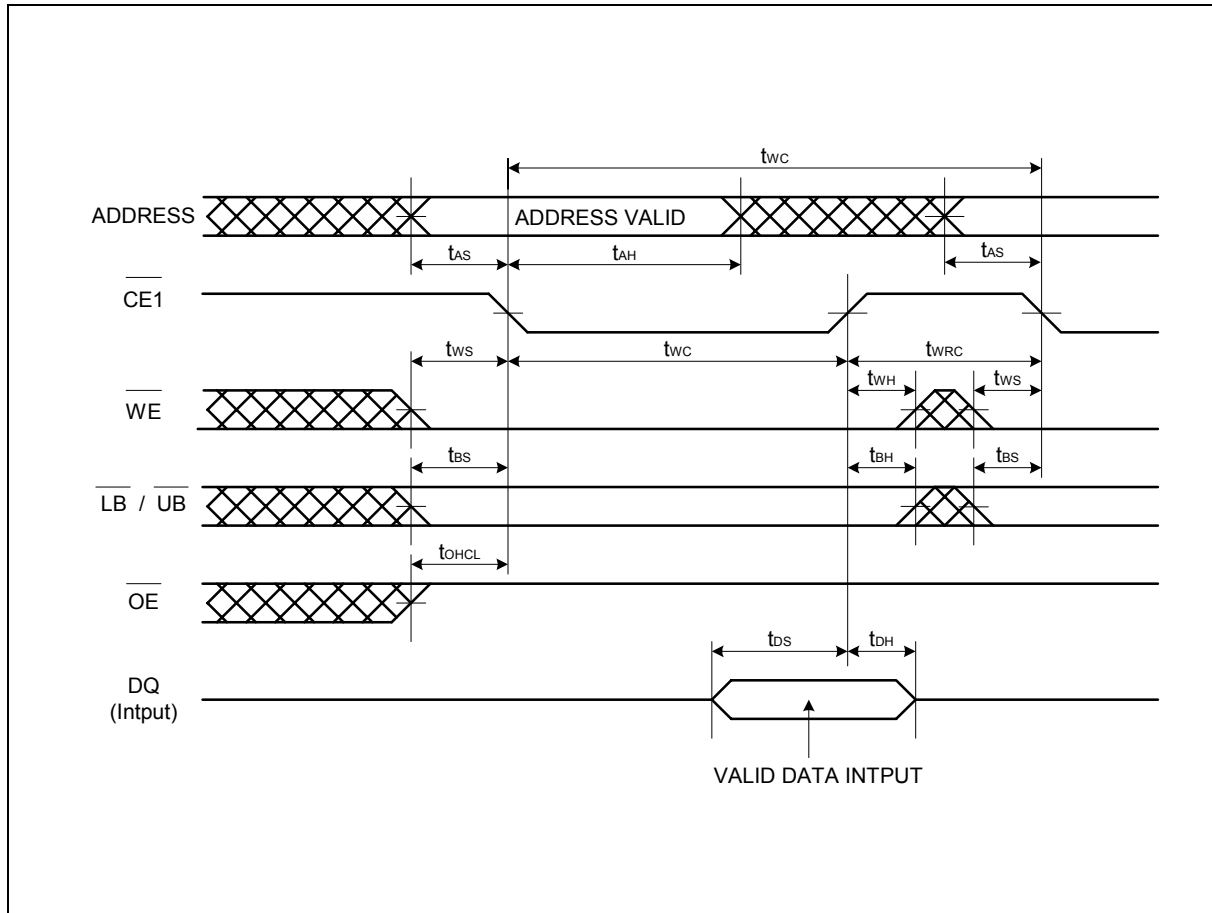 tWC
ADDRESS
ADDRESS VALID
tAS
tAH
tAS
CE1
tWS
tWC
tWRC
tWH
tWS
WE
tBS
tBH
tBS
LB / UB
tOHCL
OE
tDS
tDH
DQ
(Intput)
VALID DATA INTPUT